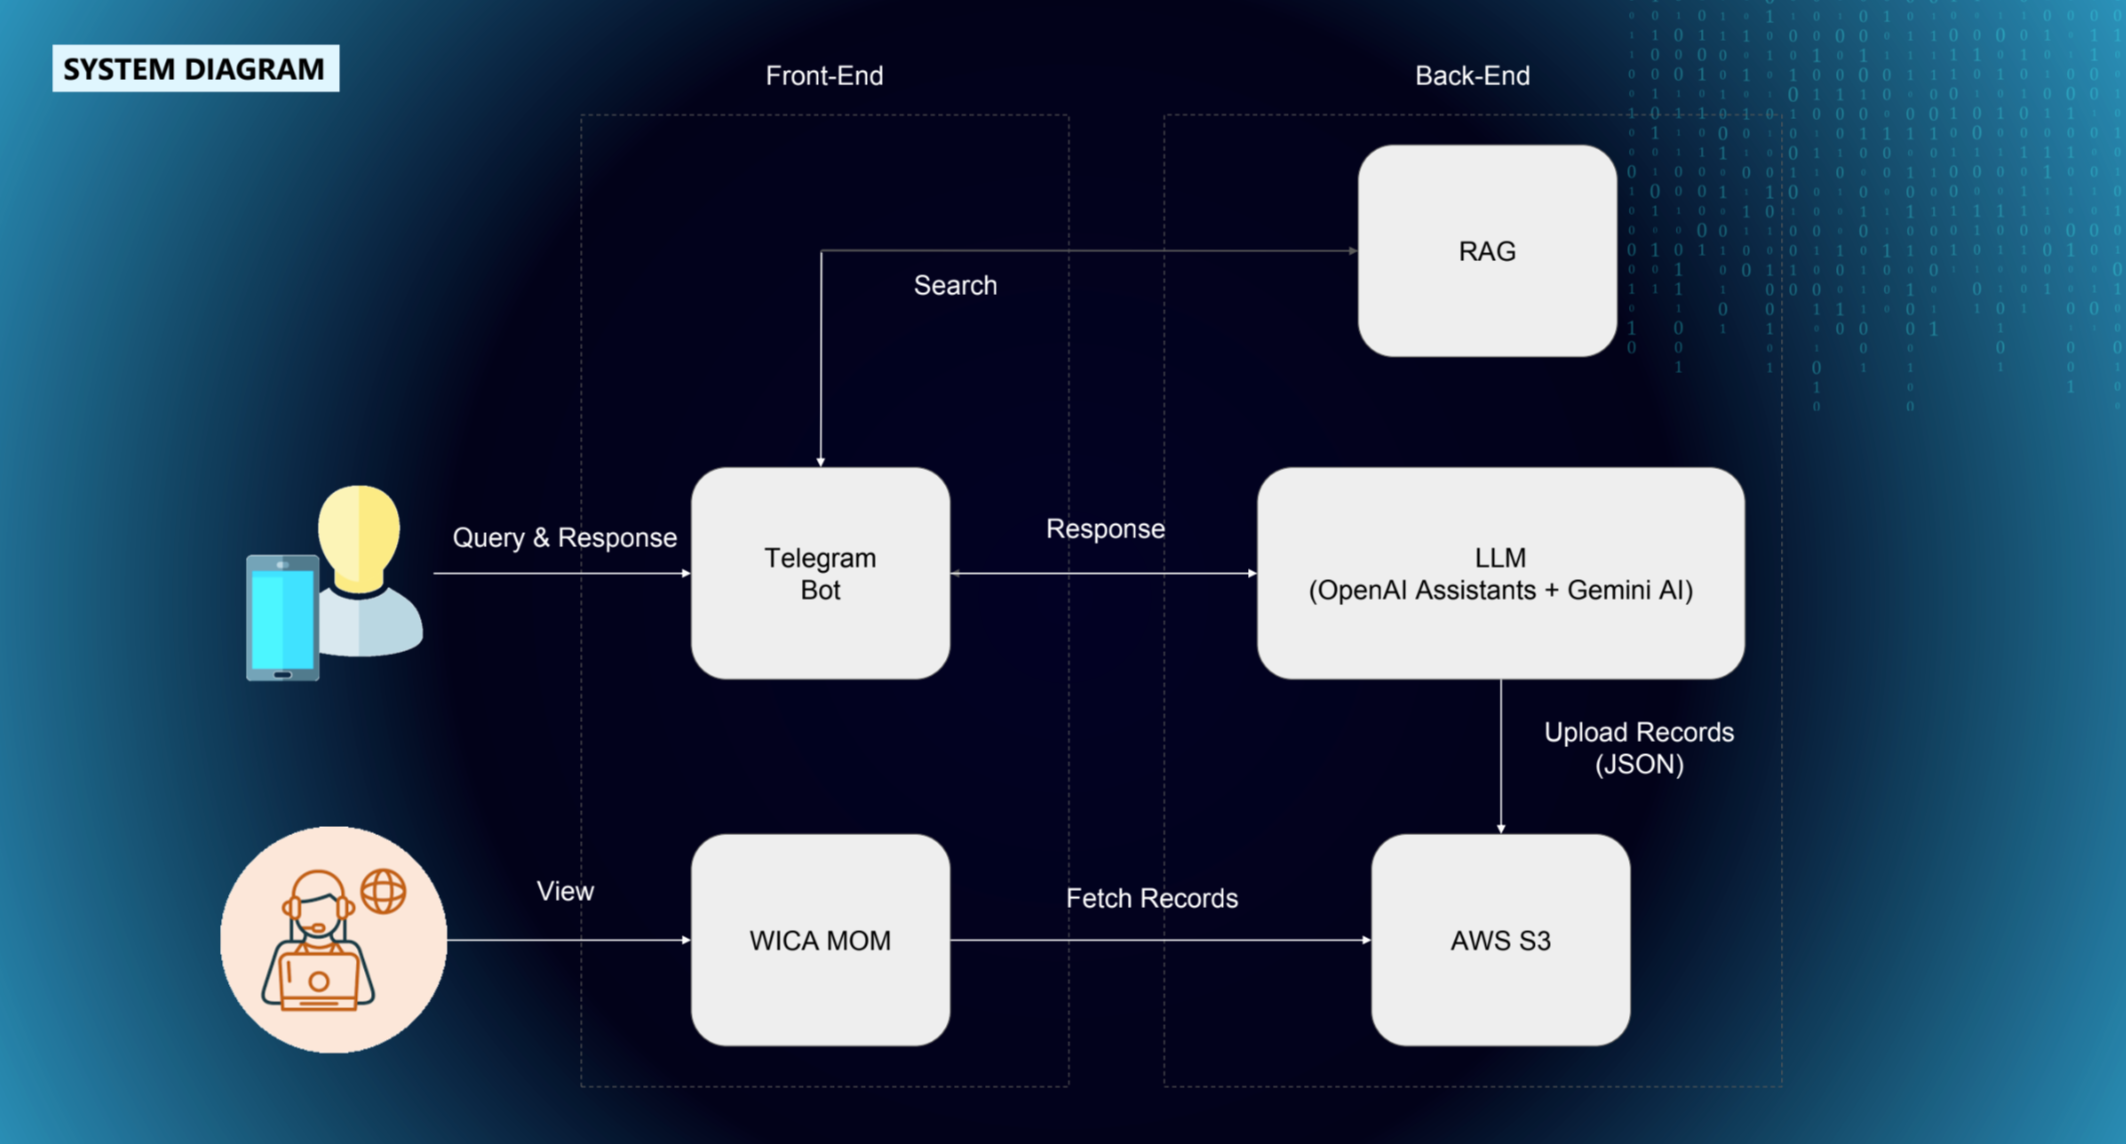 SYSTEM DIAGRAM
Front-End
Back-End
RAG
Search
Query & Response
Telegram
Bot
Response
LLM
(OpenAI Assistants + Gemini AI)
Upload Records
(JSON)
View
WICA MOM
Fetch Records
AWS S3